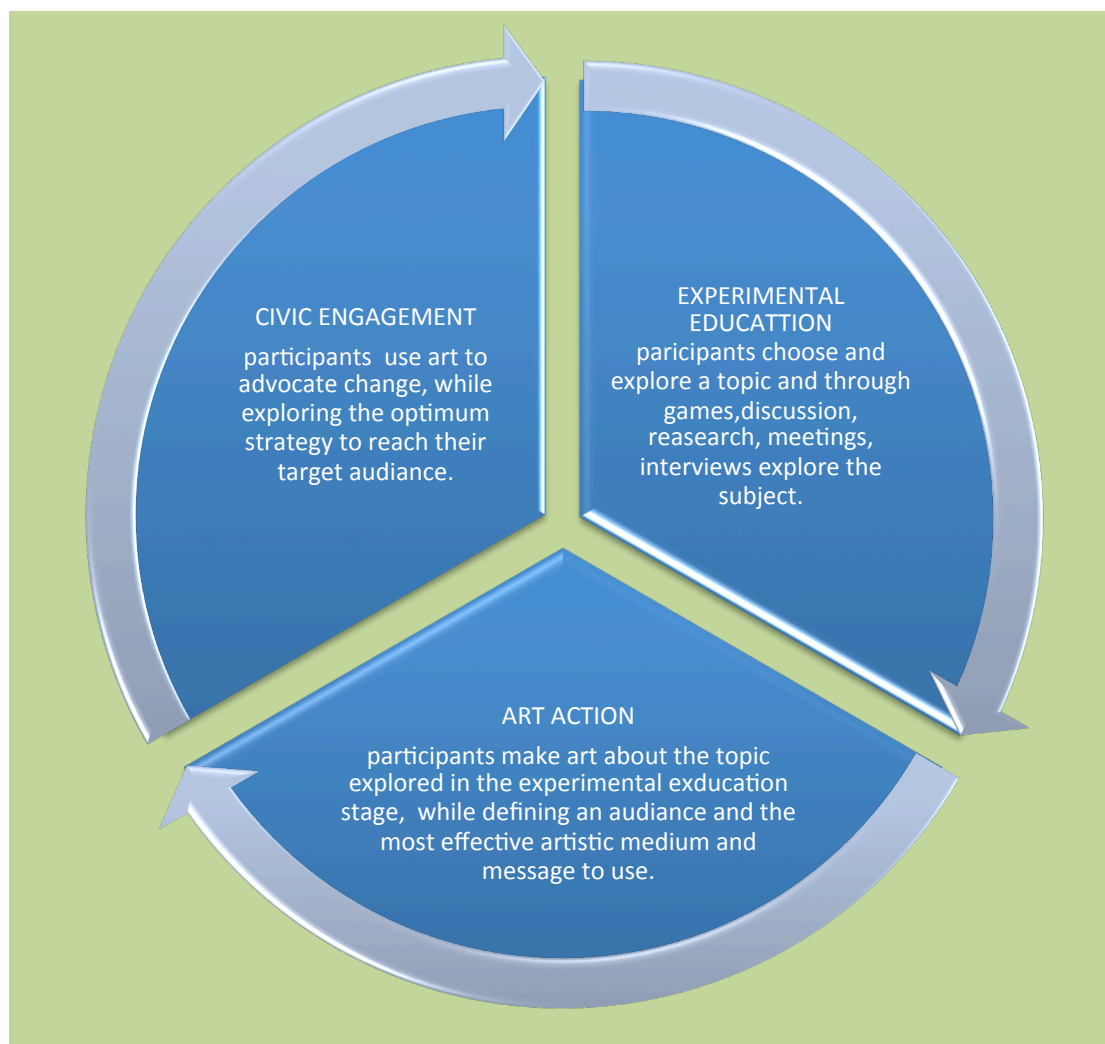 CIVIC ENGAGEMENT
participants  use art to
advocate change, while
exploring the optimum
strategy to reach their
target audiance.
EXPERIMENTAL
EDUCATTION
paricipants choose and
explore a topic and through
games,discussion,
reasearch, meetings,
interviews explore the
subject.
ART ACTION
participants make art about the topic
explored in the experimental exducation
stage,  while defining an audiance and the
most effective artistic medium and
message to use.